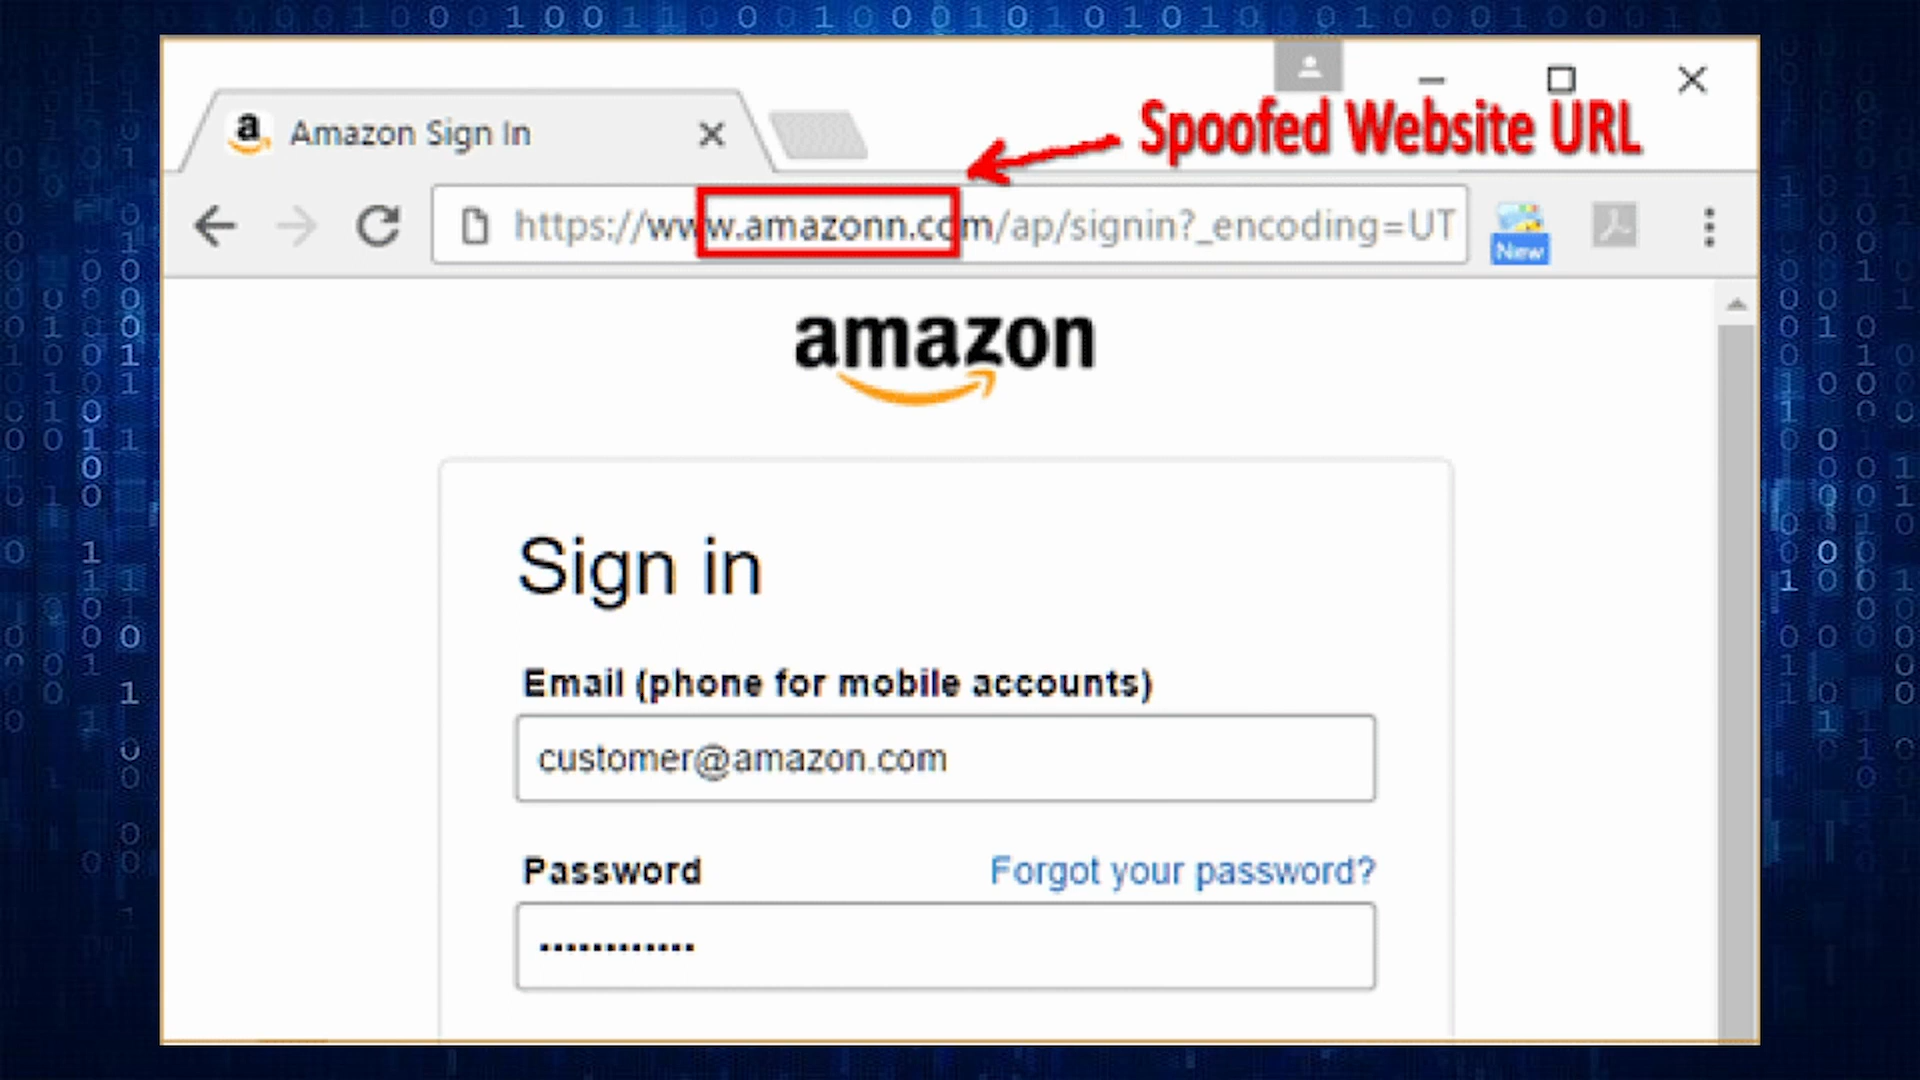 Amazon Sign In
Spoofed Website URL
https://www.amazonn.com/ap/signin?_encoding=UT
New
amazon
Sign in
Email (phone for mobile accounts)
customer@amazon.com
Password Forgot your password?
••••••••••••